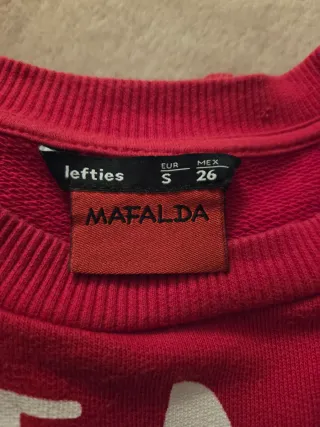 lefties
EUR MEX
S 26
MAFALDA